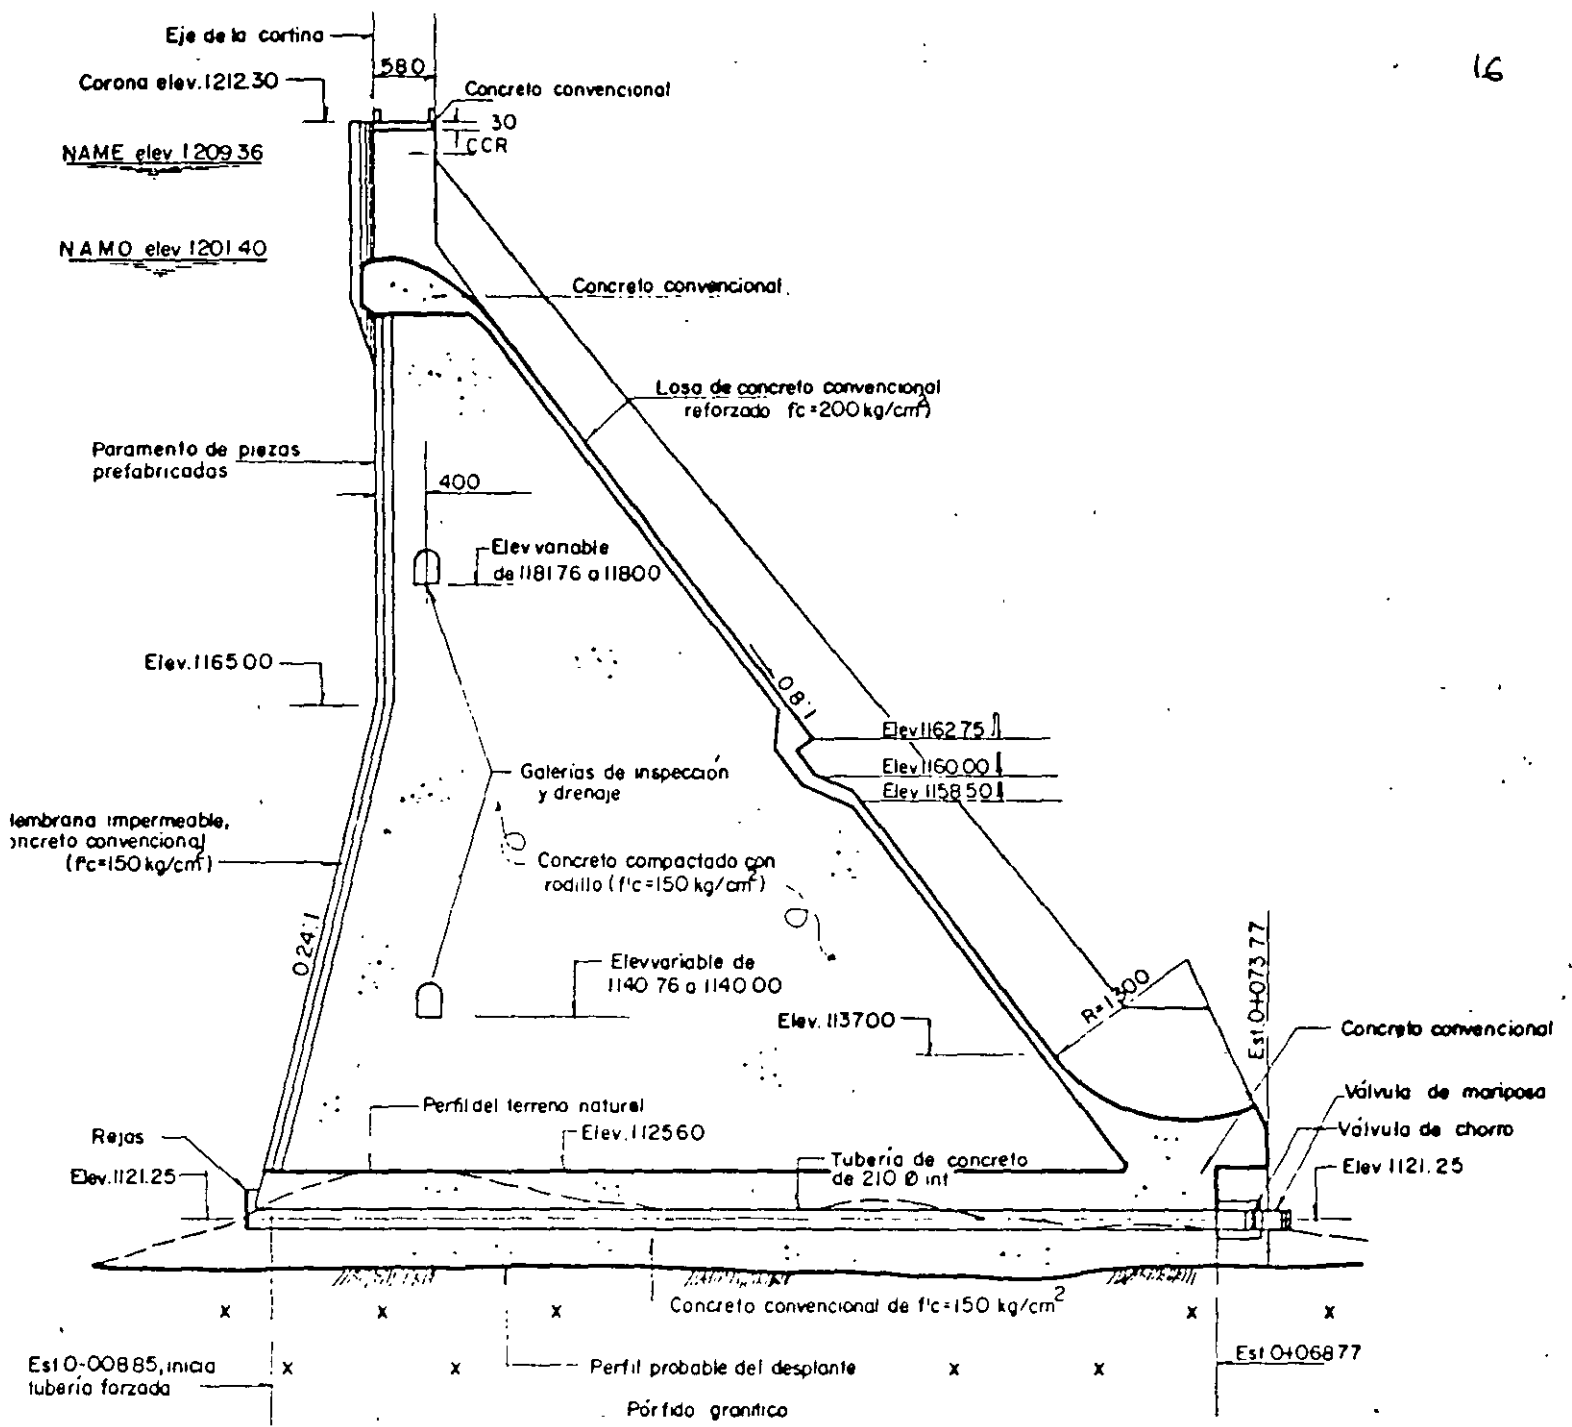 16
Eje de la cortina
580
Corona elev. 1212.30
Concreto convencional
30
CCR
NAME elev 1209 36
NAMO elev 1201 40
Concreto convencional
Losa de concreto convencional
reforzado f'c=200 kg/cm²)
Paramento de piezas
prefabricadas
400
Elev variable
de 1181 76 a 1180 0
Elev. 1165 00
0 8:1
Elev 1162 75
Elev 1160.00
Elev 1158 50
Galerías de inspección
y drenaje
lembrana impermeable,
oncreto convencional
(f'c=150 kg/cm²)
Concreto compactado con
rodillo (f'c=150 kg/cm²)
0 24:1
Elev variable de
1140 76 a 1140 00
R=1300
Est 0+073 77
Elev. 1137 00
Concreto convencional
Válvula de mariposa
Perfil del terreno natural
Rejas
Elev. 1125 60
Válvula de chorro
Elev. 1121.25
Tubería de concreto
de 210 Ø int
Elev 1121.25
Concreto convencional de f'c=150 kg/cm²
Est 0-008 85, inicia
tubería forzada
Perfil probable del desplante
Est 0+068 77
Pórfido granítico